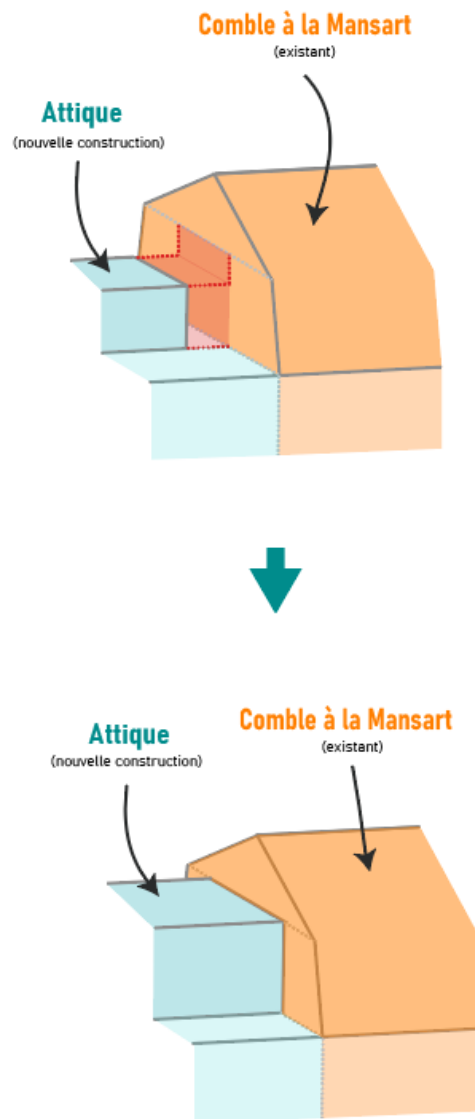 Comble à la Mansart
(existant)
Attique
(nouvelle construction)
Comble à la Mansart
(existant)
Attique
(nouvelle construction)